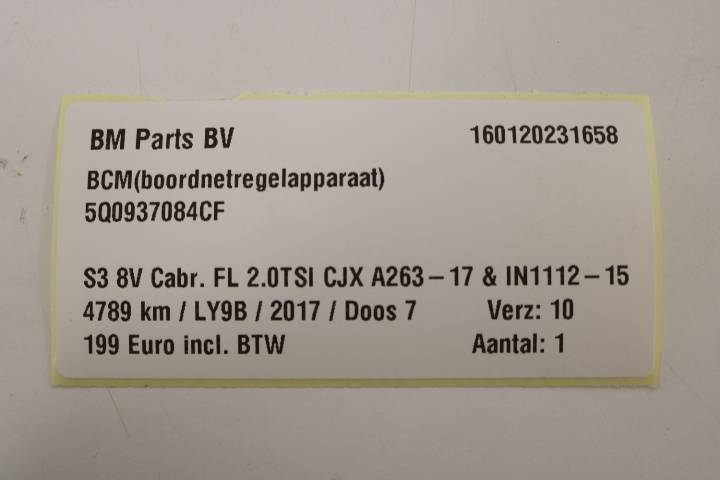 BM Parts BV 160120231658
BCM(boordnetregelapparaat)
5Q0937084CF
S3 8V Cabr. FL 2.0TSI CJX A263-17 & IN1112-15
4789 km / LY9B / 2017 / Doos 7 Verz: 10
199 Euro incl. BTW Aantal: 1